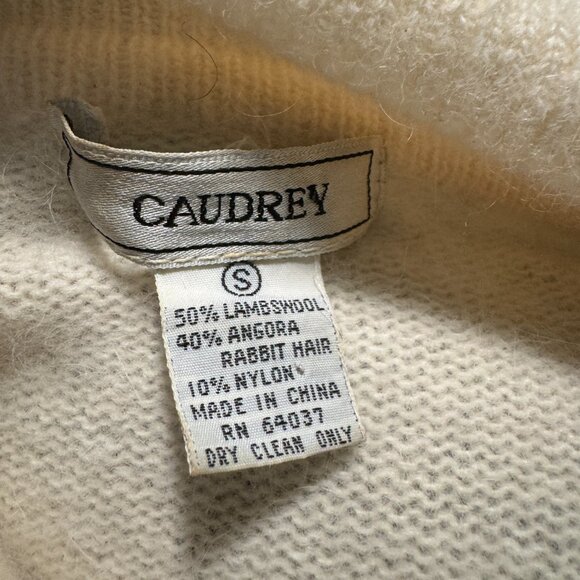 CAUDREY
S
50% LAMBSWOOL
40% ANGORA
RABBIT HAIR
10% NYLON
MADE IN CHINA
RN 64037
DRY CLEAN ONLY